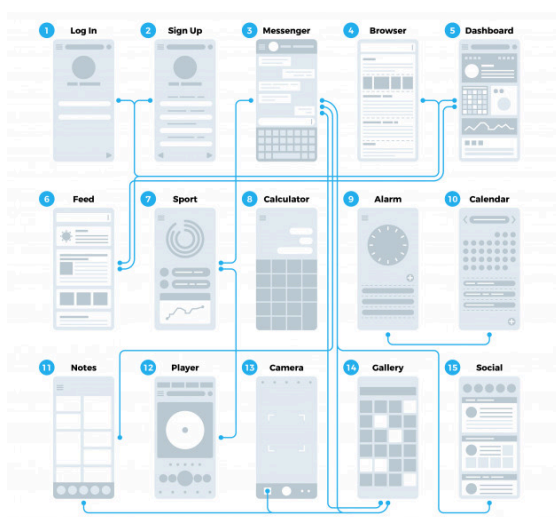 1 Log In
2 Sign Up
3 Messenger
4 Browser
5 Dashboard
6 Feed
7 Sport
8 Calculator
9 Alarm
10 Calendar
11 Notes
12 Player
13 Camera
14 Gallery
15 Social